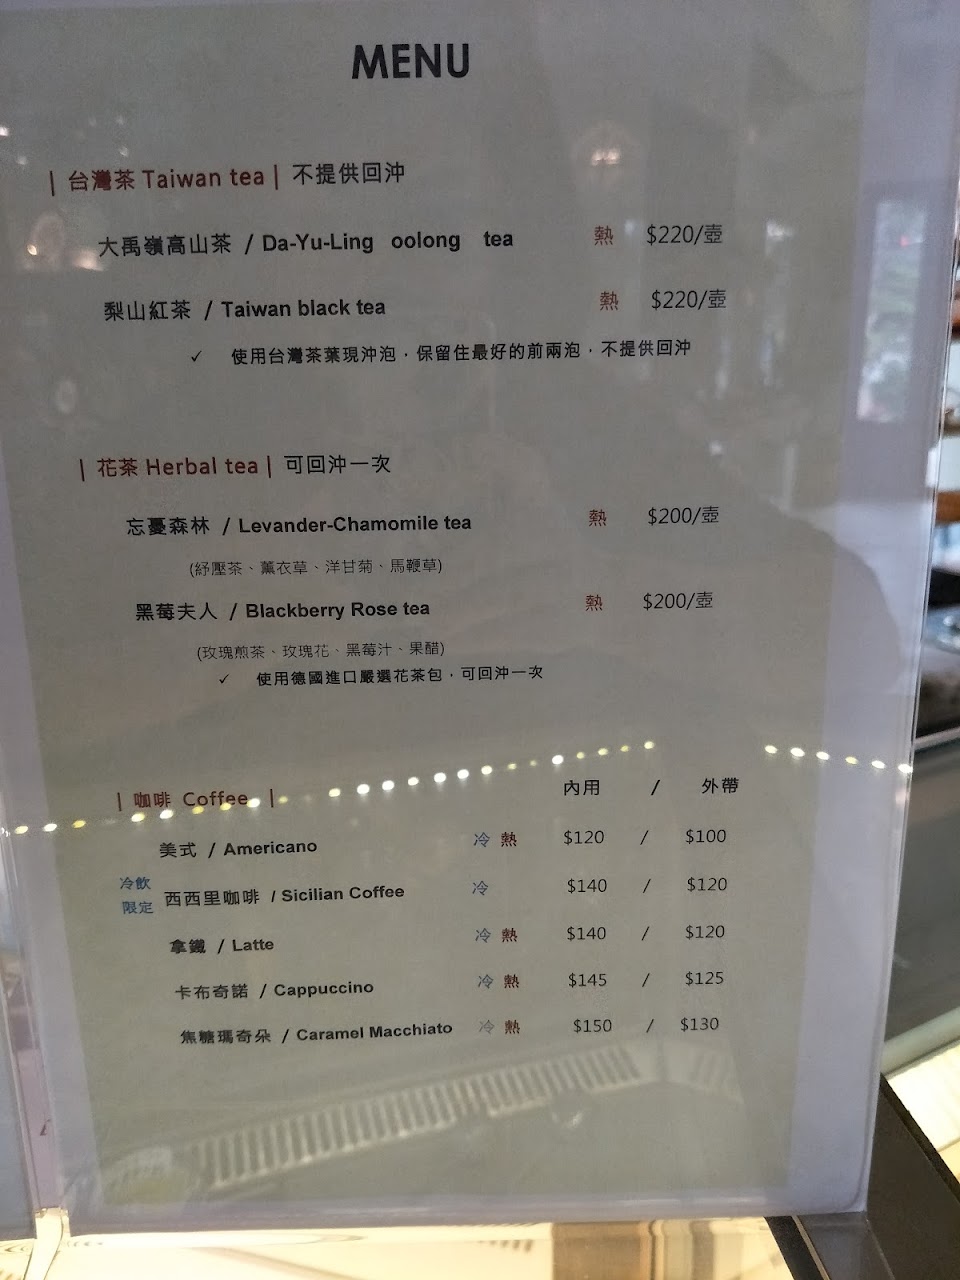 MENU
| 台灣茶 Taiwan tea | 不提供回沖
大禹嶺高山茶 / Da-Yu-Ling oolong tea 熱 $220/壺
梨山紅茶 / Taiwan black tea 熱 $220/壺
✓ 使用台灣茶葉現沖泡，保留住最好的前兩泡，不提供回沖
| 花茶 Herbal tea | 可回沖一次
忘憂森林 / Levander-Chamomile tea 熱 $200/壺
(紓壓茶、薰衣草、洋甘菊、馬鞭草)
黑莓夫人 / Blackberry Rose tea 熱 $200/壺
(玫瑰煎茶、玫瑰花、黑莓汁、果醋)
✓ 使用德國進口嚴選花茶包，可回沖一次
| 咖啡 Coffee | 內用 / 外帶
美式 / Americano 冷 熱 $120 / $100
冷飲限定 西西里咖啡 / Sicilian Coffee 冷 $140 / $120
拿鐵 / Latte 冷 熱 $140 / $120
卡布奇諾 / Cappuccino 冷 熱 $145 / $125
焦糖瑪奇朵 / Caramel Macchiato 冷 熱 $150 / $130